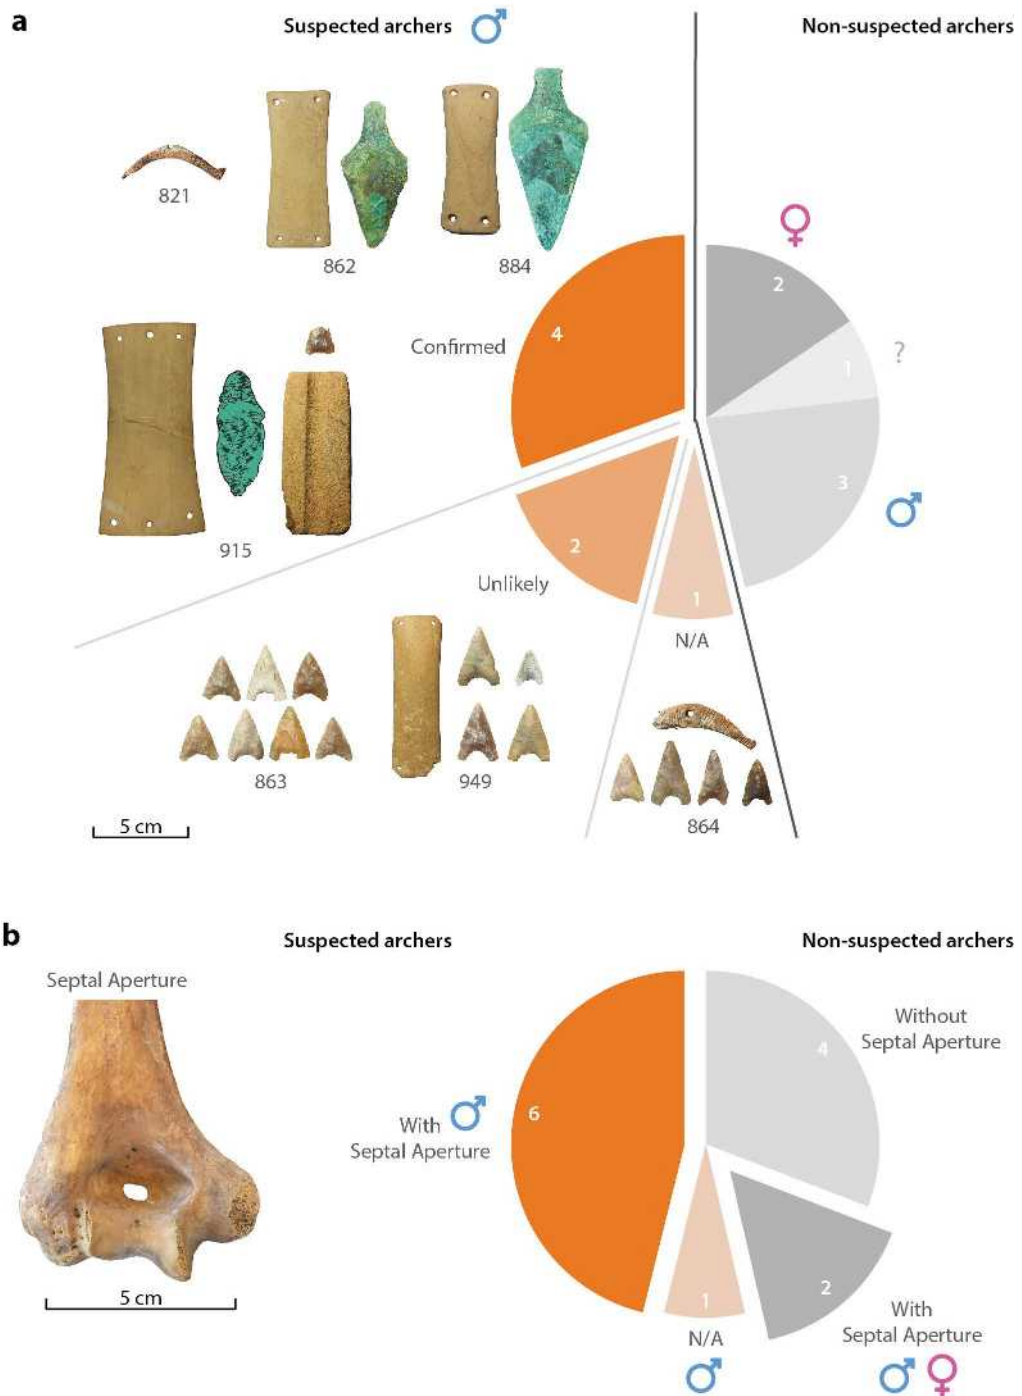 a
Suspected archers ♂
Non-suspected archers
821
862
884
♀
2
?
1
Confirmed
4
3
♂
915
2
Unlikely
1
N/A
863
949
864
5 cm
b
Suspected archers
Non-suspected archers
Septal Aperture
Without
Septal Aperture
4
With ♂
Septal Aperture
6
5 cm
1
2
N/A
♂
With
Septal Aperture
♂ ♀